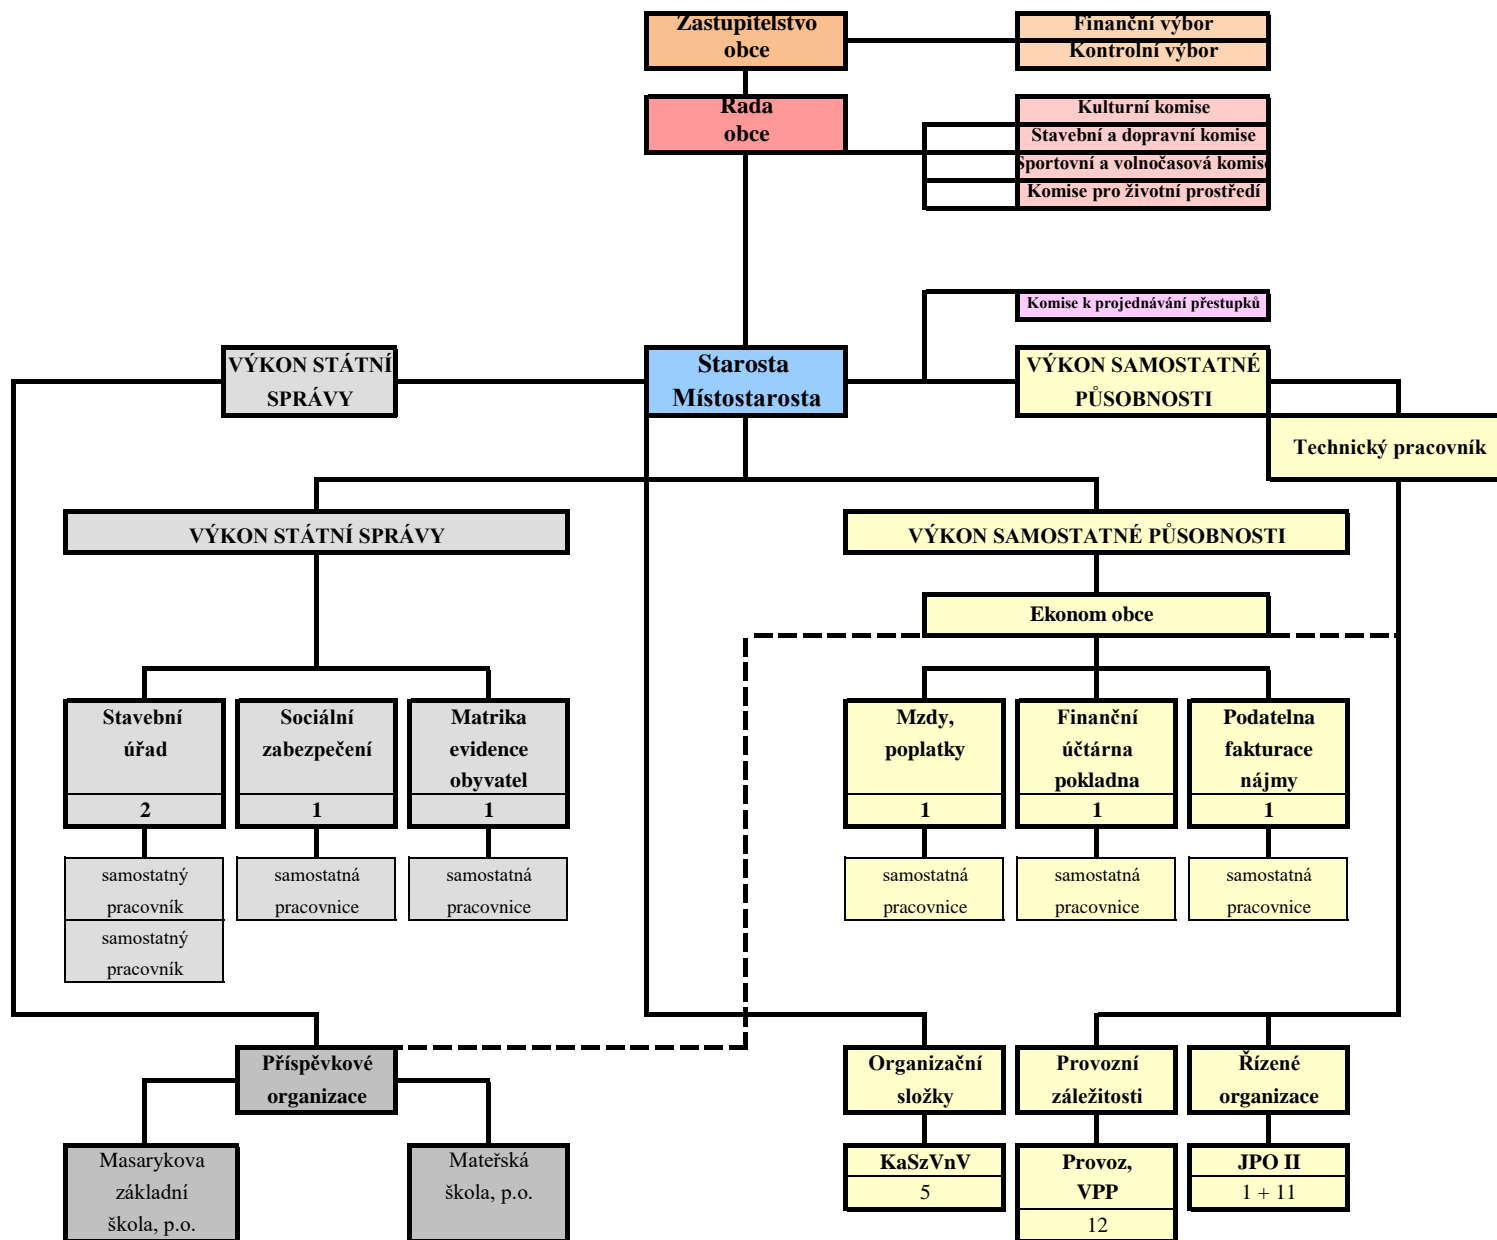 Zastupitelstvo
obce
Finanční výbor
Kontrolní výbor
Rada
obce
Kulturní komise
Stavební a dopravní komise
Sportovní a volnočasová komise
Komise pro životní prostředí
Komise k projednávání přestupků
VÝKON STÁTNÍ
SPRÁVY
Starosta
Místostarosta
VÝKON SAMOSTATNÉ
PŮSOBNOSTI
Technický pracovník
VÝKON STÁTNÍ SPRÁVY
VÝKON SAMOSTATNÉ PŮSOBNOSTI
Ekonom obce
Stavební
úřad
2
Sociální
zabezpečení
1
Matrika
evidence
obyvatel
1
Mzdy,
poplatky
1
Finanční
účtárna
pokladna
1
Podatelna
fakturace
nájmy
1
samostatný
pracovník
samostatný
pracovník
samostatná
pracovnice
samostatná
pracovnice
samostatná
pracovnice
samostatná
pracovnice
samostatná
pracovnice
Příspěvkové
organizace
Organizační
složky
Provozní
záležitosti
Řízené
organizace
Masarykova
základní
škola, p.o.
Mateřská
škola, p.o.
KaSzVnV
5
Provoz,
VPP
12
JPO II
1 + 11